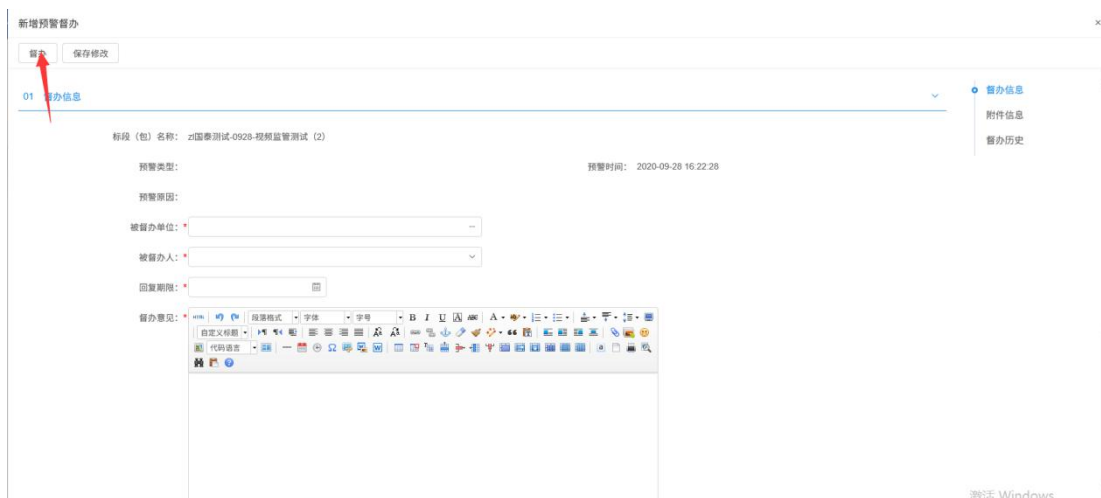 新增预警督办
×
督办 保存修改
01 督办信息
督办信息
附件信息
督办历史
标段（包）名称： zl国泰测试-0928-视频监管测试（2）
预警类型： 预警时间： 2020-09-28 16:22:28
预警原因：
被督办单位：*
被督办人：*
回复期限：*
督办意见：* HTML 段落格式 字体 字号 B I U A ABC A
自定义标题
代码语言
激活 Windows